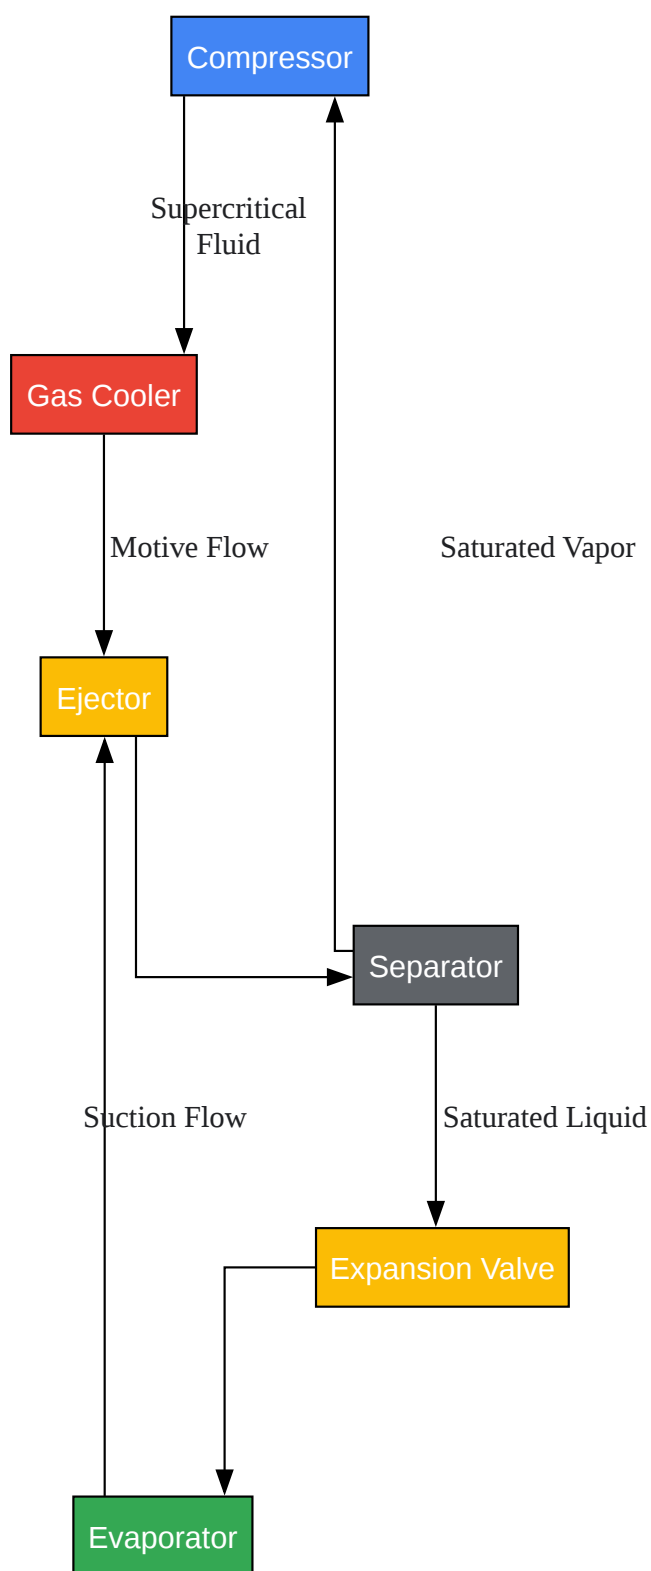 Compressor
Supercritical
Fluid
Gas Cooler
Motive Flow
Saturated Vapor
Ejector
Separator
Suction Flow
Saturated Liquid
Expansion Valve
Evaporator